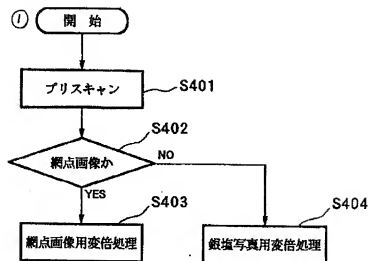 ① 開始
プリスキャン
S401
S402
網点画像か
NO
YES
S403
S404
網点画像用変倍処理
銀塩写真用変倍処理